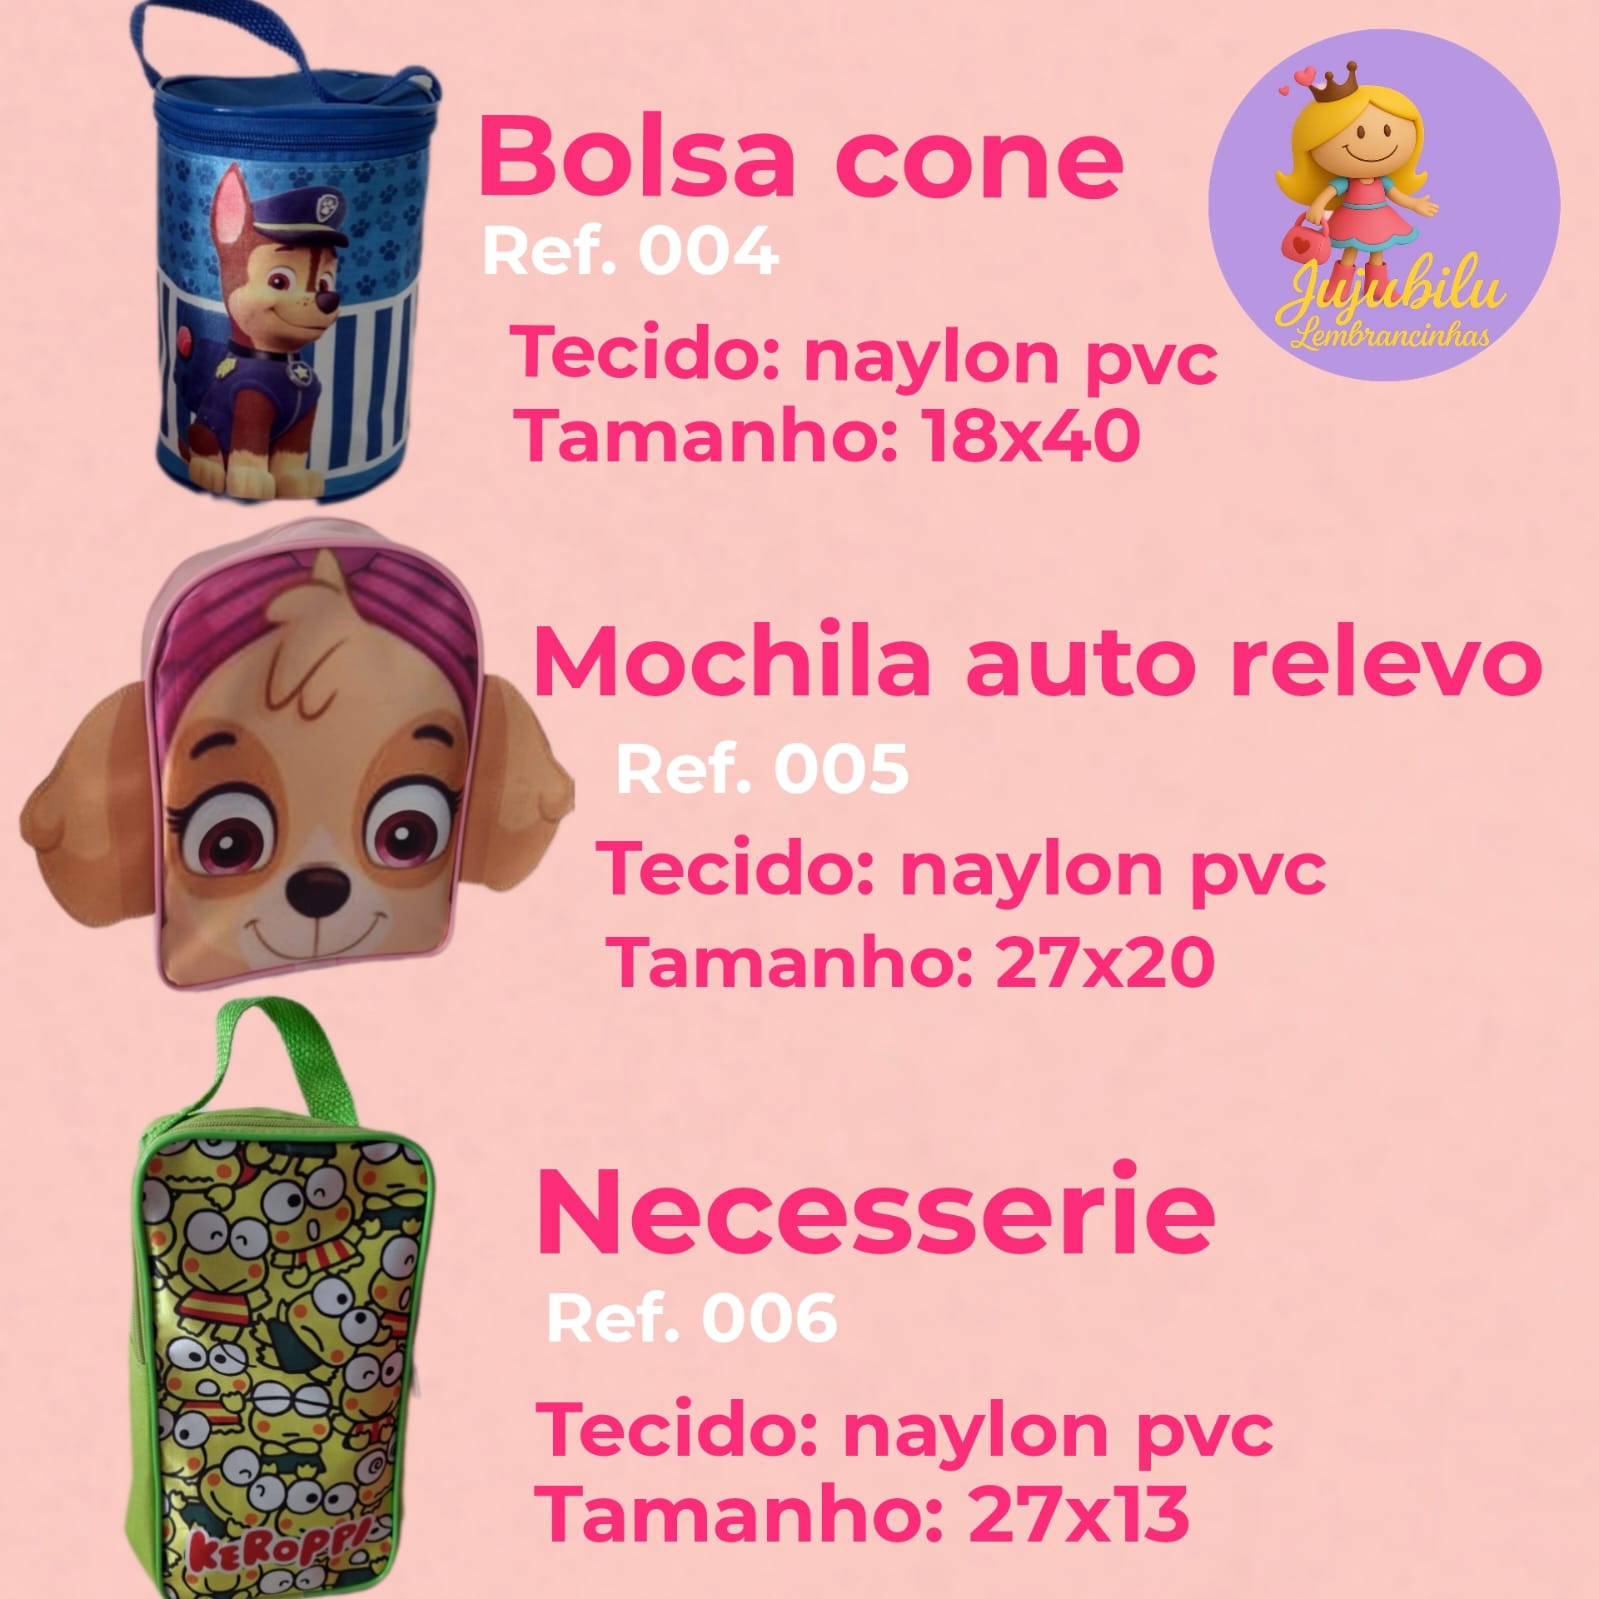 Bolsa cone
Ref. 004
Tecido: naylon pvc
Tamanho: 18x40
Jujubilu
Lembrancinhas
Mochila auto relevo
Ref. 005
Tecido: naylon pvc
Tamanho: 27x20
Necesserie
Ref. 006
Tecido: naylon pvc
Tamanho: 27x13
KEROPPI